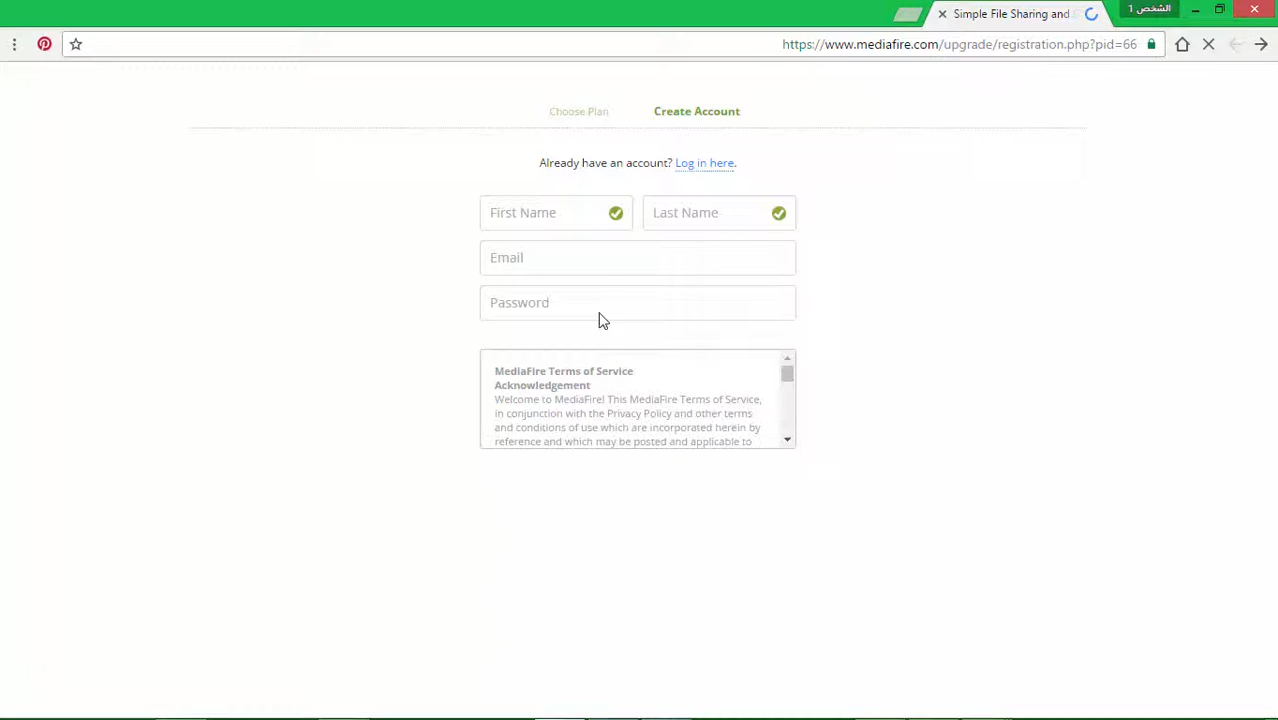 Simple File Sharing and
الشخص 1
https://www.mediafire.com/upgrade/registration.php?pid=66
Choose Plan
Create Account
Already have an account? Log in here.
First Name
Last Name
Email
Password
MediaFire Terms of Service
Acknowledgement
Welcome to MediaFire! This MediaFire Terms of Service,
in conjunction with the Privacy Policy and other terms
and conditions of use which are incorporated herein by
reference and which may be posted and applicable to